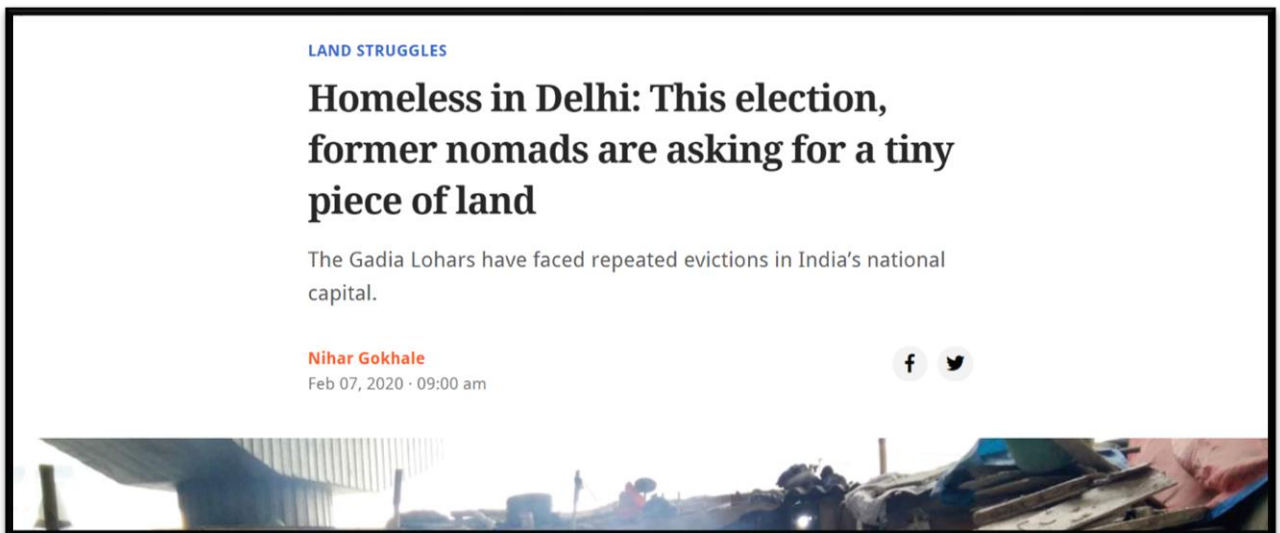 LAND STRUGGLES
Homeless in Delhi: This election,
former nomads are asking for a tiny
piece of land
The Gadia Lohars have faced repeated evictions in India’s national
capital.
Nihar Gokhale
Feb 07, 2020 · 09:00 am